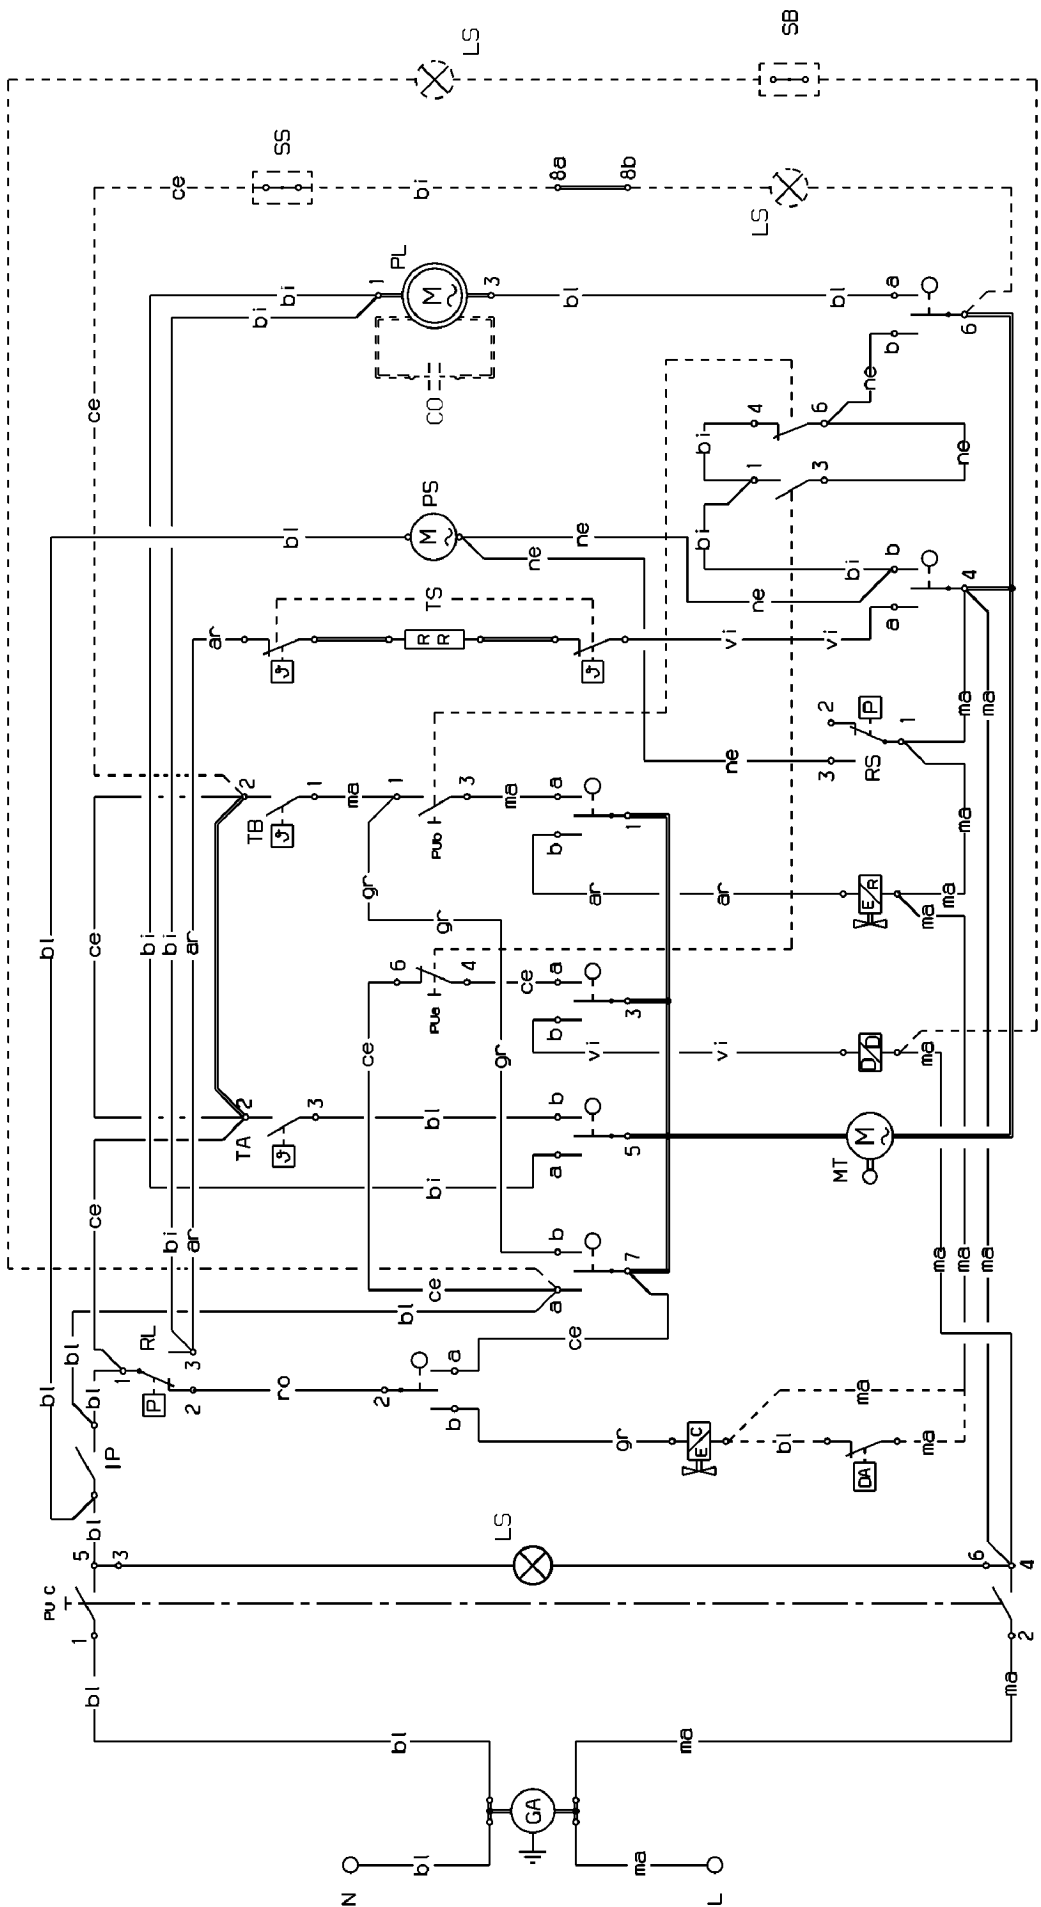 LS
SB
SS
ce
bi
8a
8b
LS
PL
1
3
M
bi
bi
bl
bl
a
6
b
ne
CO
ce
4
6
bi
1
3
ne
PS
M
bl
ne
ne
bi
bi
b
4
ne
a
TS
R R
ar
ϑ
ϑ
vi
vi
ma
ma
2
P
1
RS
3
ne
2
TB
ϑ
1
ma
1
PUb
3
ma
a
b
1
gr
gr
ar
ar
E R
ma
ma
ma
bl
ce
bi
bi
ar
6
PUa
4
ce
a
b
3
ce
gr
vi
vi
D D
ma
2
TA
ϑ
3
bl
b
a
5
bi
M
MT
ce
bi
ar
b
7
a
ce
bl
ma
ma
ma
RL
1
P
3
2
bl
bl
bl
ro
2
a
b
ce
gr
E C
bl
ma
DA
ma
IP
bl
5
3
LS
6
4
PU C
1
2
bl
ma
bl
ma
GA
bl
ma
N
L